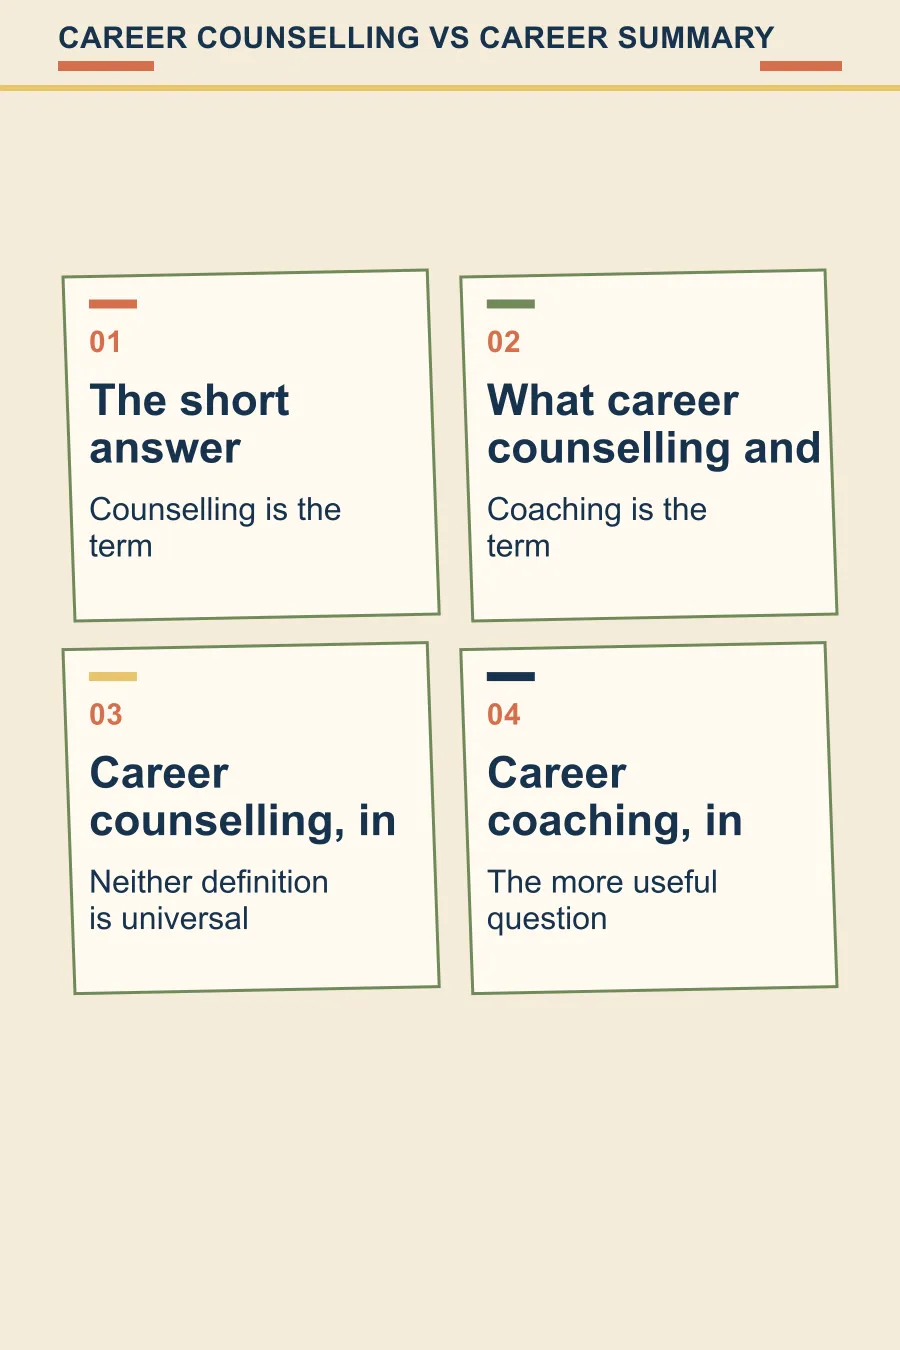 CAREER COUNSELLING VS CAREER SUMMARY
01
The short
answer
Counselling is the
term
02
What career
counselling and
Coaching is the
term
03
Career
counselling, in
Neither definition
is universal
04
Career
coaching, in
The more useful
question